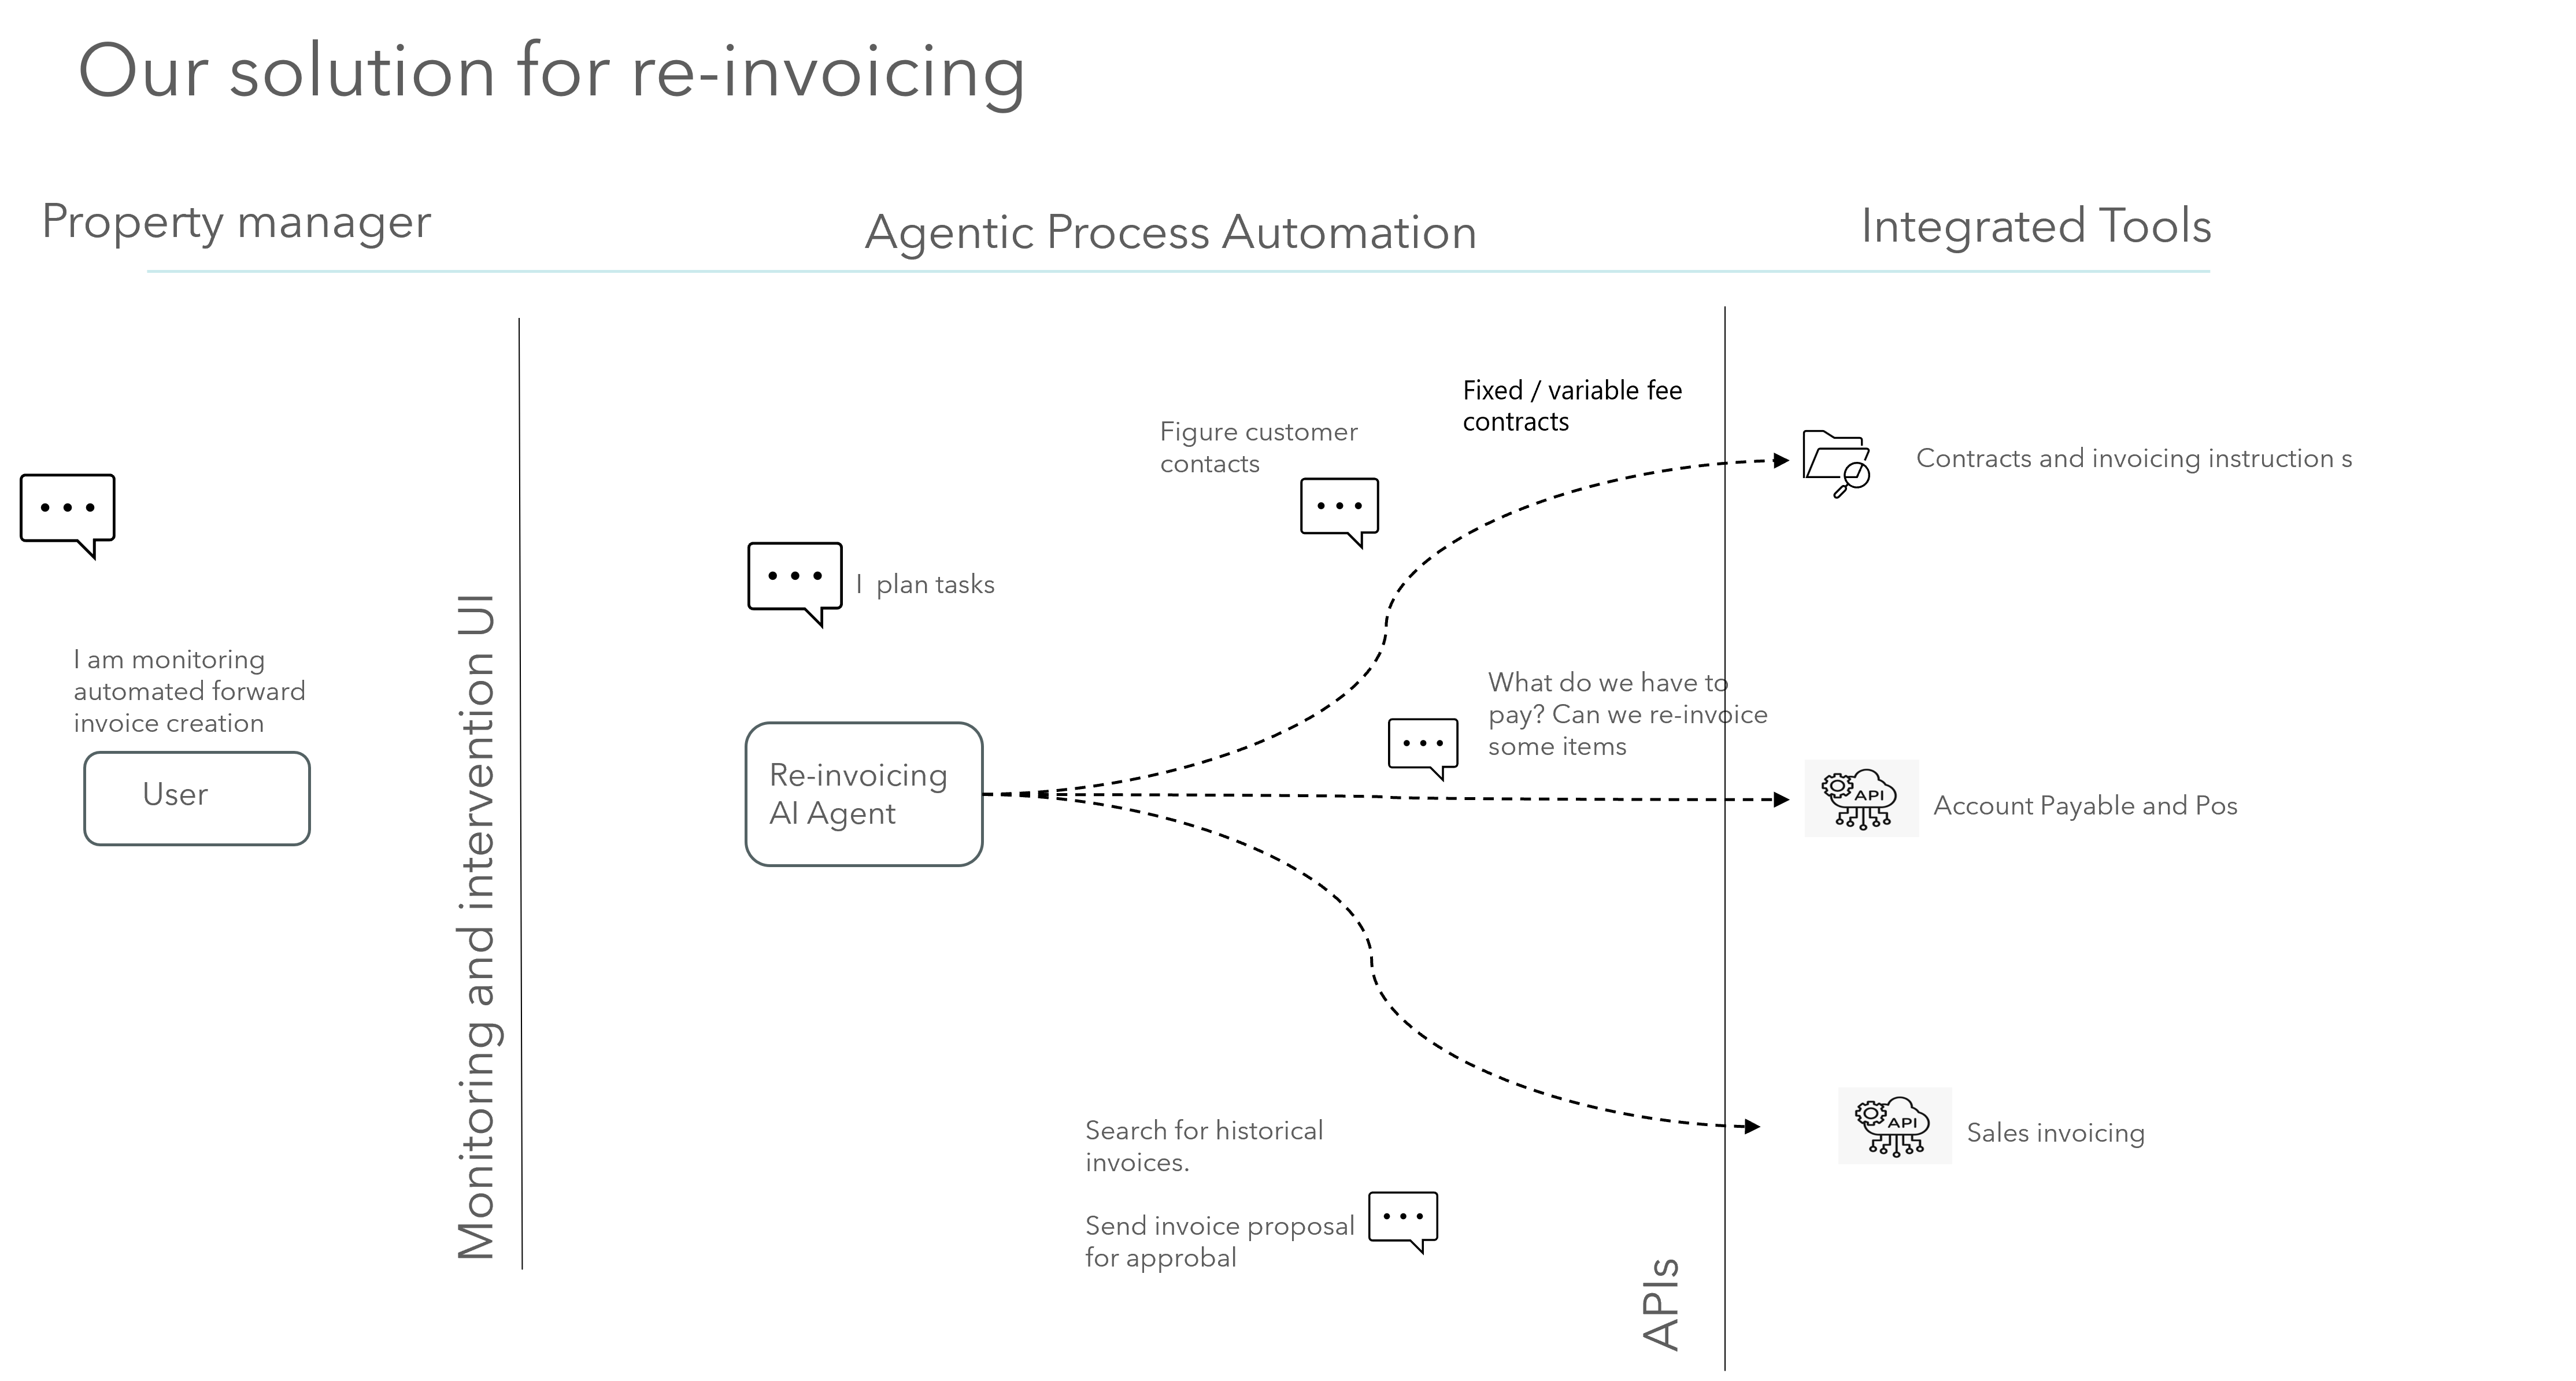 Our solution for re-invoicing
Property manager
Agentic Process Automation
Integrated Tools
Monitoring and intervention UI
I am monitoring
automated forward
invoice creation
User
I  plan tasks
Re-invoicing
AI Agent
Figure customer
contacts
Fixed / variable fee
contracts
What do we have to
pay? Can we re-invoice
some items
Search for historical
invoices.
Send invoice proposal
for approbal
APIs
Contracts and invoicing instruction s
API
Account Payable and Pos
API
Sales invoicing